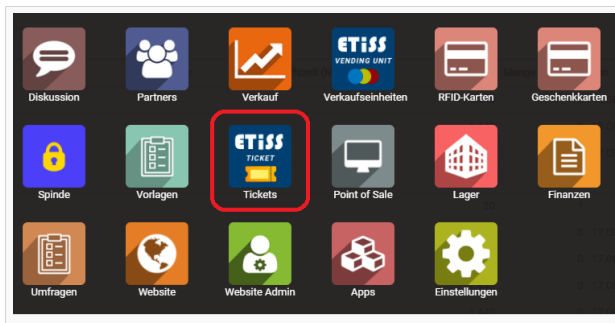 ETiSS
VENDING UNIT
Diskussion
Partners
Verkauf
Verkaufseinheiten
RFID-Karten
Geschenkkarten
ETiSS
TICKET
Spinde
Vorlagen
Tickets
Point of Sale
Lager
Finanzen
Umfragen
Website
Website Admin
Apps
Einstellungen